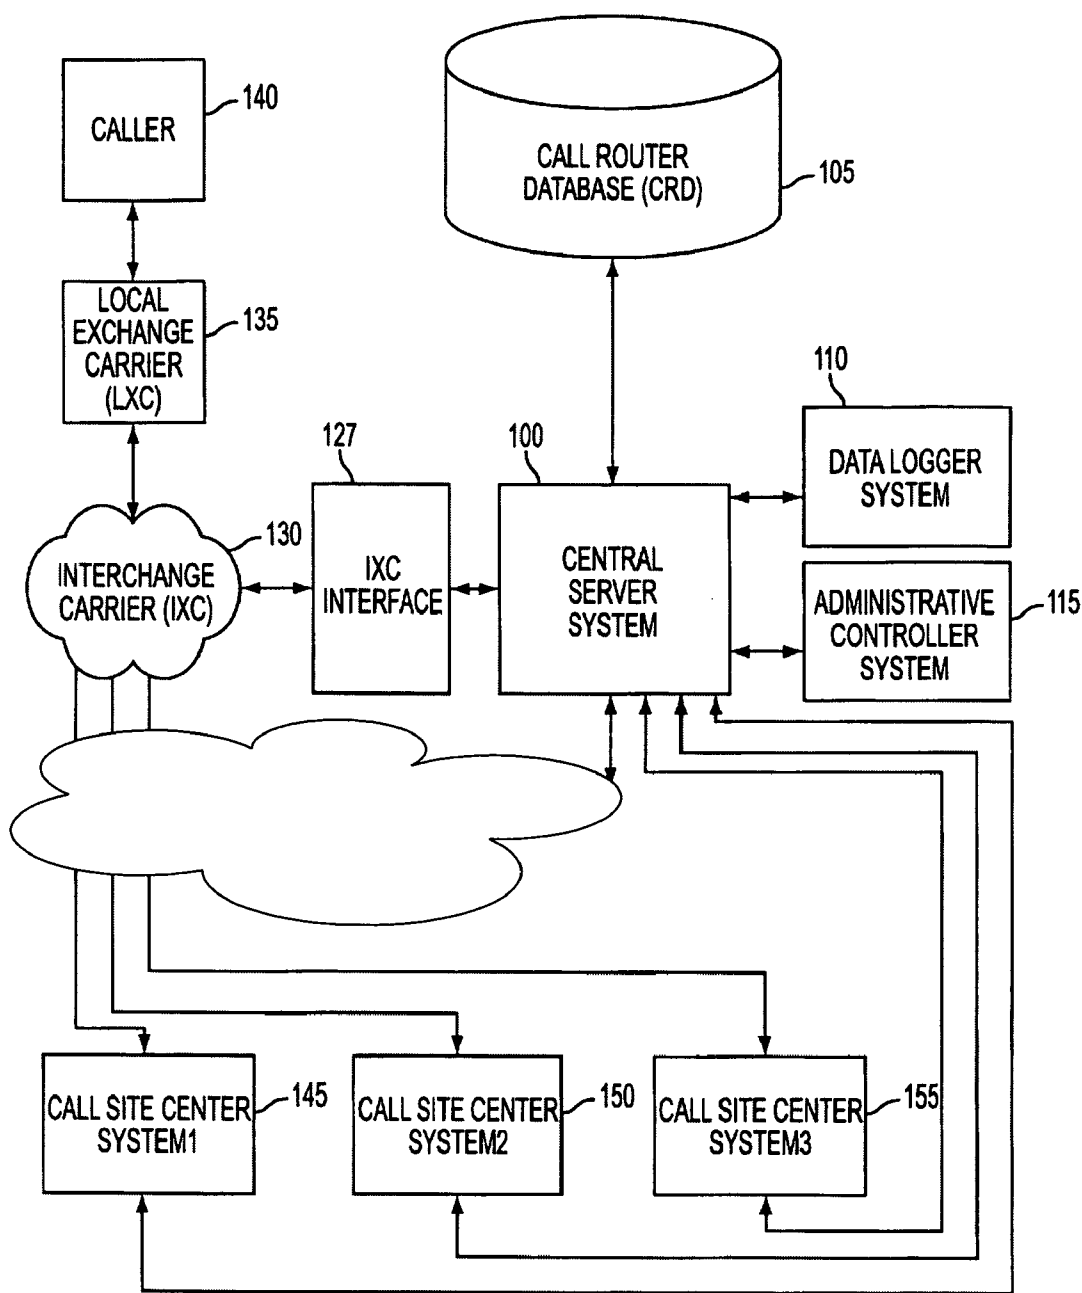 140
CALLER
CALL ROUTER
DATABASE (CRD)
105
LOCAL
EXCHANGE
CARRIER
(LXC)
135
110
DATA LOGGER
SYSTEM
127
100
130
INTERCHANGE
CARRIER (IXC)
IXC
INTERFACE
CENTRAL
SERVER
SYSTEM
ADMINISTRATIVE
CONTROLLER
SYSTEM
115
CALL SITE CENTER
SYSTEM1
145
CALL SITE CENTER
SYSTEM2
150
CALL SITE CENTER
SYSTEM3
155